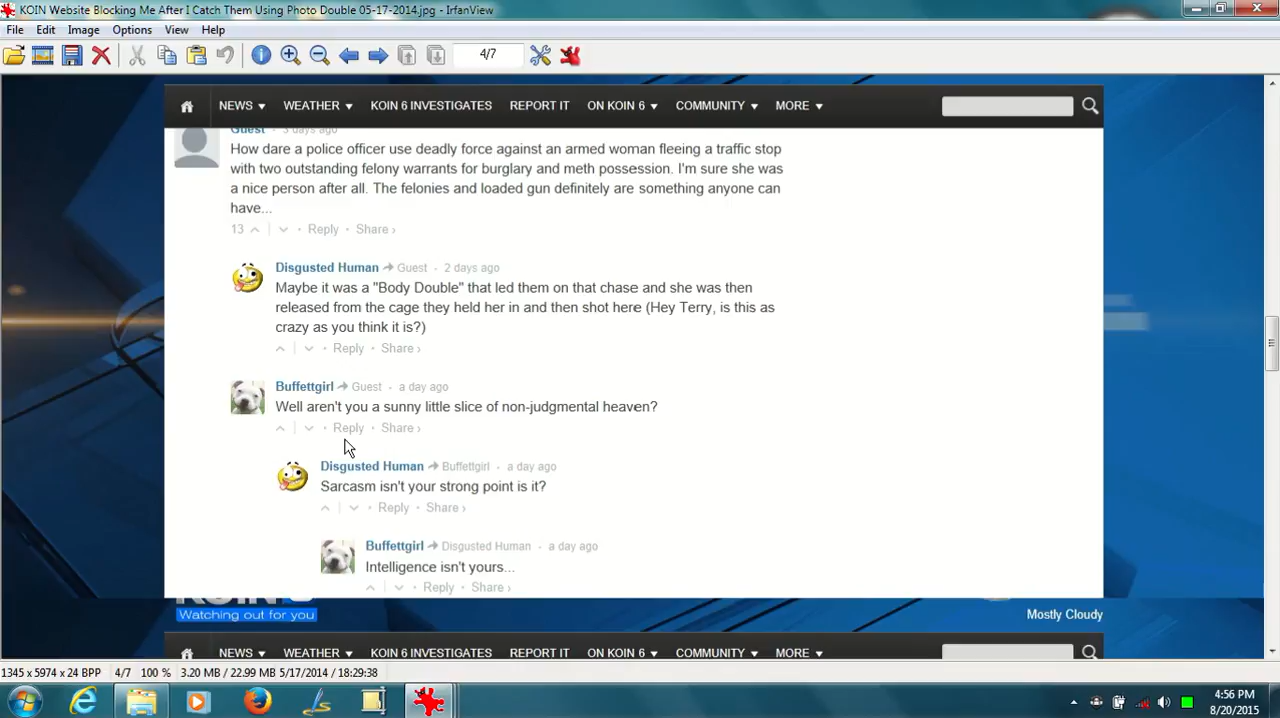 KOIN Website Blocking Me After I Catch Them Using Photo Double 05-17-2014.jpg - IrfanView
File Edit Image Options View Help
4/7
NEWS WEATHER KOIN 6 INVESTIGATES REPORT IT ON KOIN 6 COMMUNITY MORE
Guest · 3 days ago
How dare a police officer use deadly force against an armed woman fleeing a traffic stop
with two outstanding felony warrants for burglary and meth possession. I'm sure she was
a nice person after all. The felonies and loaded gun definitely are something anyone can
have...
13 · Reply · Share ›
Disgusted Human Guest · 2 days ago
Maybe it was a "Body Double" that led them on that chase and she was then
released from the cage they held her in and then shot here (Hey Terry, is this as
crazy as you think it is?)
· Reply · Share ›
Buffettgirl Guest · a day ago
Well aren't you a sunny little slice of non-judgmental heaven?
· Reply · Share ›
Disgusted Human Buffettgirl · a day ago
Sarcasm isn't your strong point is it?
· Reply · Share ›
Buffettgirl Disgusted Human · a day ago
Intelligence isn't yours...
· Reply · Share ›
KOIN 6
Watching out for you Mostly Cloudy
NEWS WEATHER KOIN 6 INVESTIGATES REPORT IT ON KOIN 6 COMMUNITY MORE
1345 x 5974 x 24 BPP 4/7 100 % 3.20 MB / 22.99 MB 5/17/2014 / 18:29:38
4:56 PM
8/20/2015